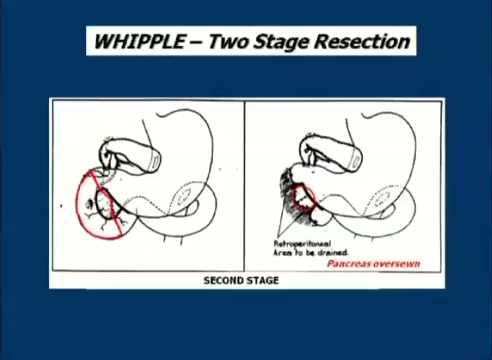 WHIPPLE – Two Stage Resection
Retroperitoneal
Area to be drained.
Pancreas oversewn
SECOND STAGE